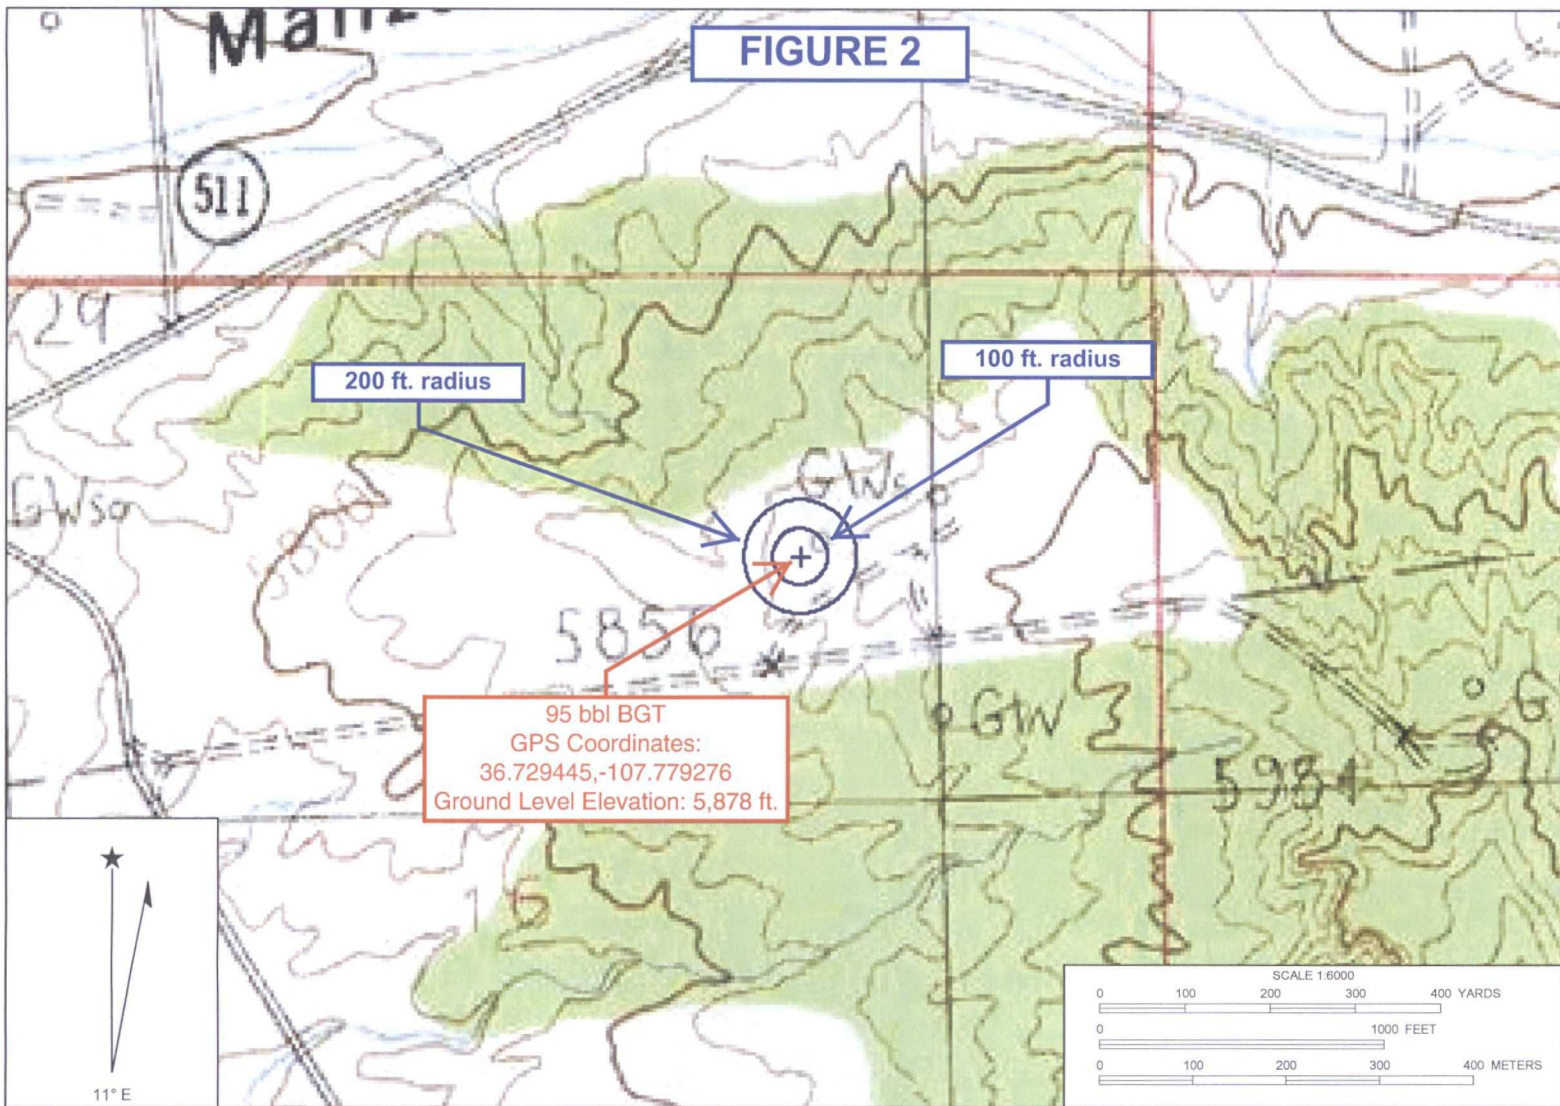 FIGURE 2
511
29
200 ft. radius
100 ft. radius
GWso
5856
95 bbl BGT
GPS Coordinates:
36.729445,-107.779276
Ground Level Elevation: 5,878 ft.
GW
G
5984
11° E
SCALE 1:6000
0 100 200 300 400 YARDS
0 1000 FEET
0 100 200 300 400 METERS